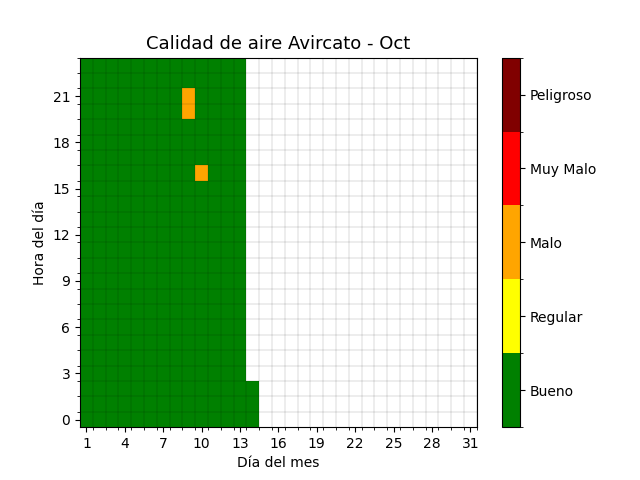 Calidad de aire Avircato - Oct
Peligroso
Muy Malo
Malo
Regular
Bueno
Hora del día
21
18
15
12
9
6
3
0
1 4 7 10 13 16 19 22 25 28 31
Día del mes